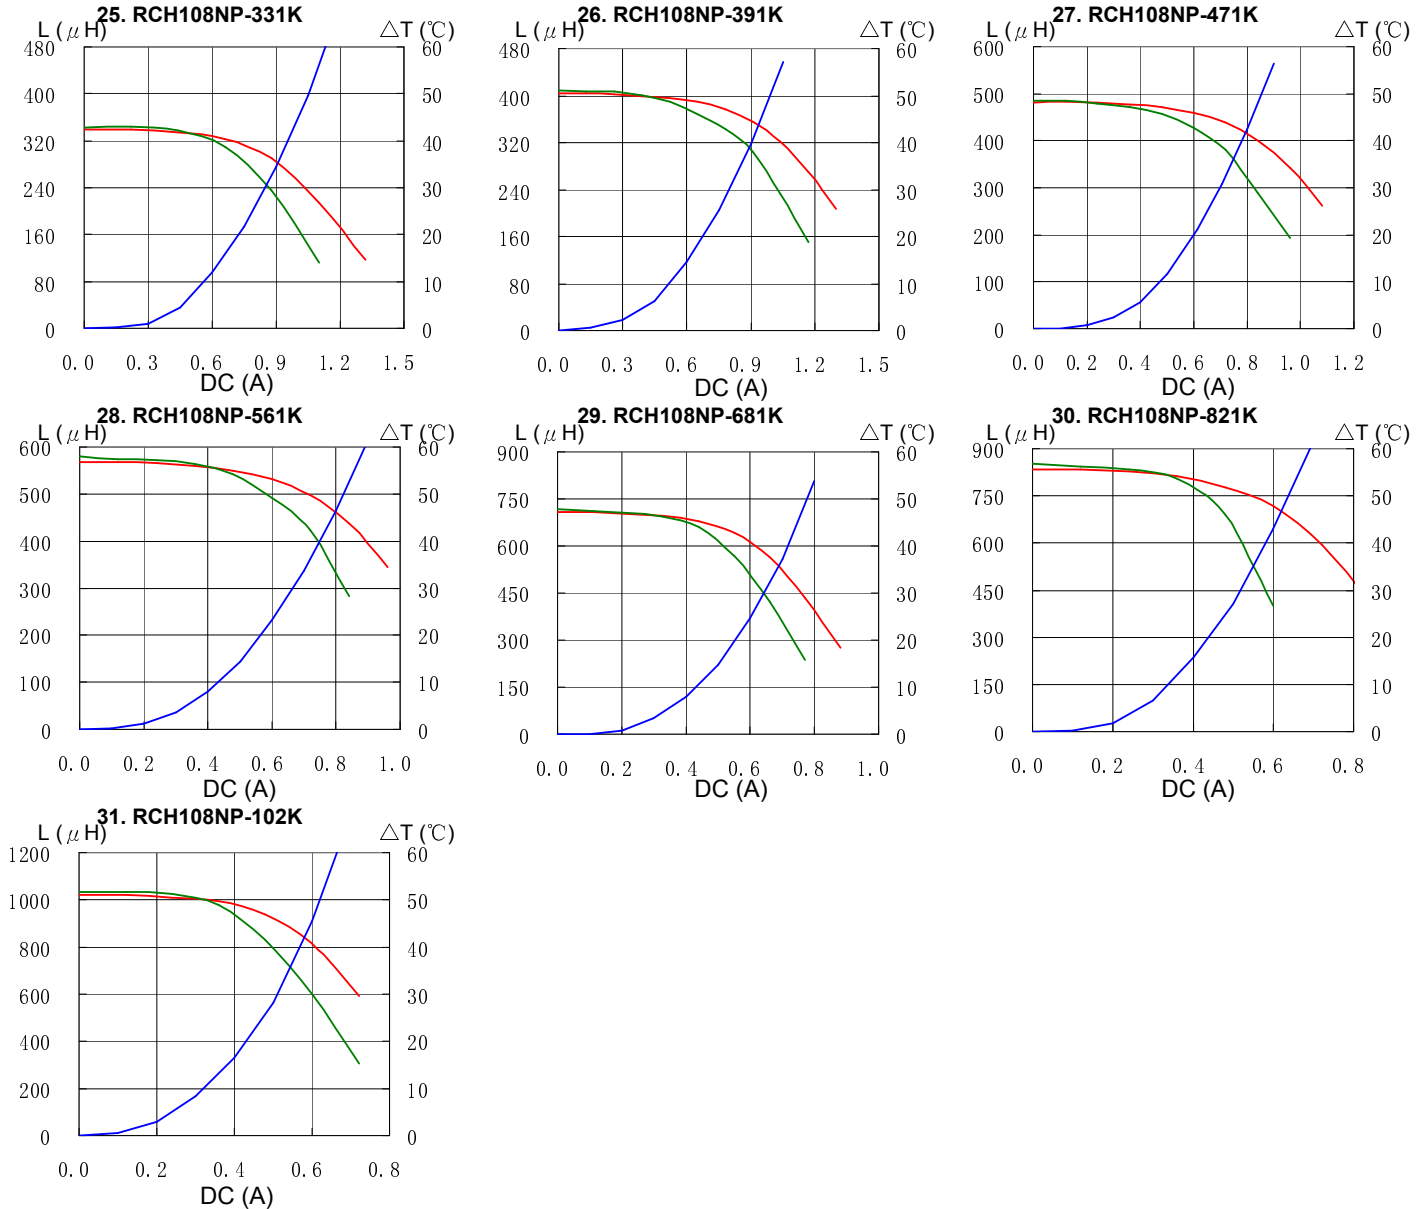 25. RCH108NP-331K
L (μH) △T (℃)
480 60
400 50
320 40
240 30
160 20
80 10
0 0
0.0 0.3 0.6 0.9 1.2 1.5
DC (A)
26. RCH108NP-391K
L (μH) △T (℃)
480 60
400 50
320 40
240 30
160 20
80 10
0 0
0.0 0.3 0.6 0.9 1.2 1.5
DC (A)
27. RCH108NP-471K
L (μH) △T (℃)
600 60
500 50
400 40
300 30
200 20
100 10
0 0
0.0 0.2 0.4 0.6 0.8 1.0 1.2
DC (A)
28. RCH108NP-561K
L (μH) △T (℃)
600 60
500 50
400 40
300 30
200 20
100 10
0 0
0.0 0.2 0.4 0.6 0.8 1.0
DC (A)
29. RCH108NP-681K
L (μH) △T (℃)
900 60
750 50
600 40
450 30
300 20
150 10
0 0
0.0 0.2 0.4 0.6 0.8 1.0
DC (A)
30. RCH108NP-821K
L (μH) △T (℃)
900 60
750 50
600 40
450 30
300 20
150 10
0 0
0.0 0.2 0.4 0.6 0.8
DC (A)
31. RCH108NP-102K
L (μH) △T (℃)
1200 60
1000 50
800 40
600 30
400 20
200 10
0 0
0.0 0.2 0.4 0.6 0.8
DC (A)